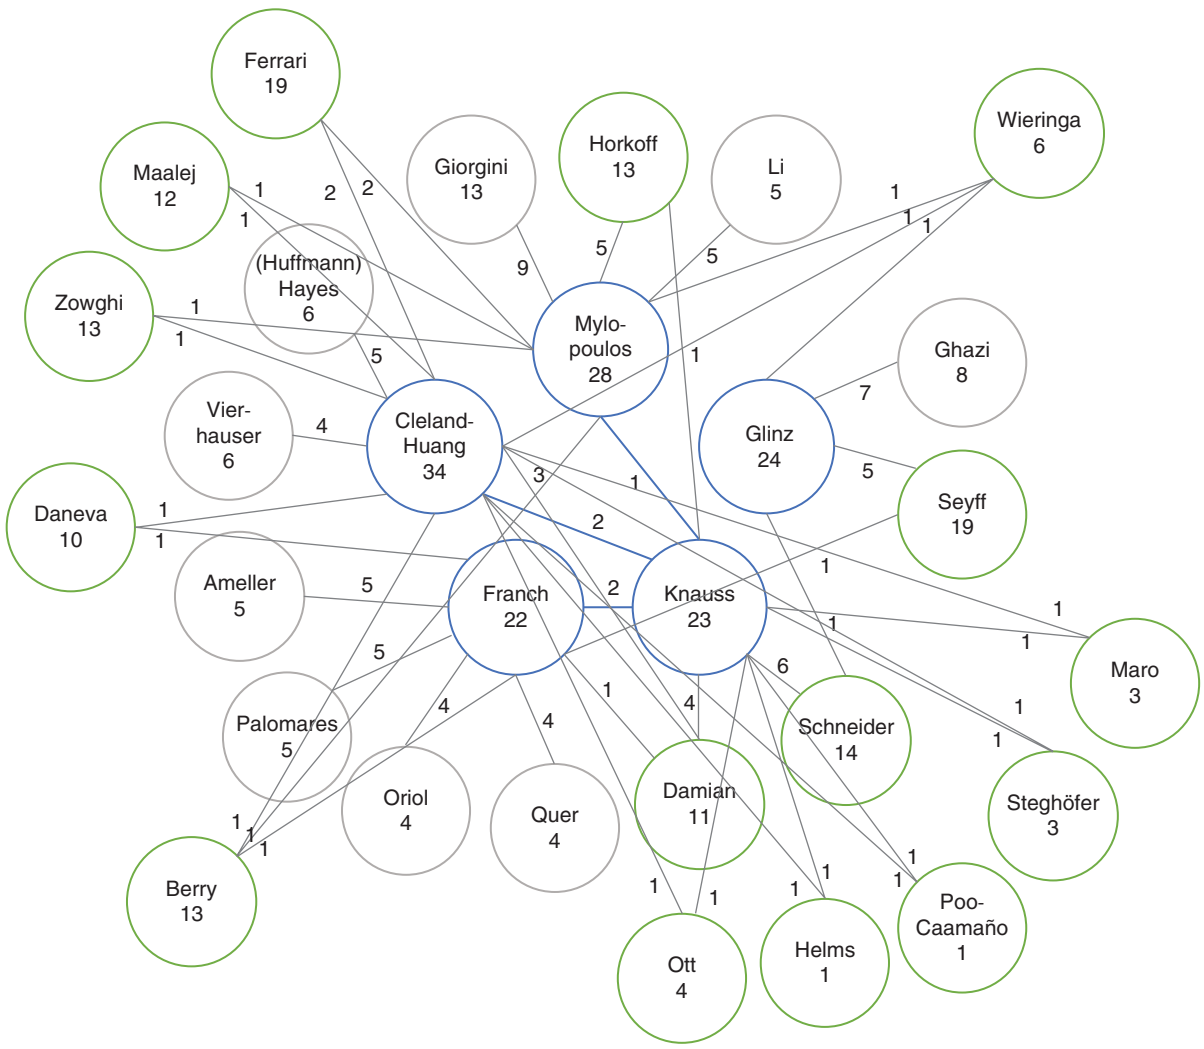 Ferrari
19
Maalej
12
Zowghi
13
(Huffmann)
Hayes
6
Giorgini
13
Horkoff
13
Li
5
Wieringa
6
Mylo-
poulos
28
Ghazi
8
Vier-
hauser
6
Cleland-
Huang
34
Glinz
24
Seyff
19
Daneva
10
Ameller
5
Franch
22
Knauss
23
Maro
3
Palomares
5
Oriol
4
Quer
4
Damian
11
Schneider
14
Steghöfer
3
Berry
13
Ott
4
Helms
1
Poo-
Caamaño
1
2
2
1
1
1
1
9
5
5
1
1
1
5
4
1
7
5
3
1
2
1
1
5
2
1
1
1
1
5
4
4
1
4
6
1
1
1
1
1
1
1
1
1
1
1